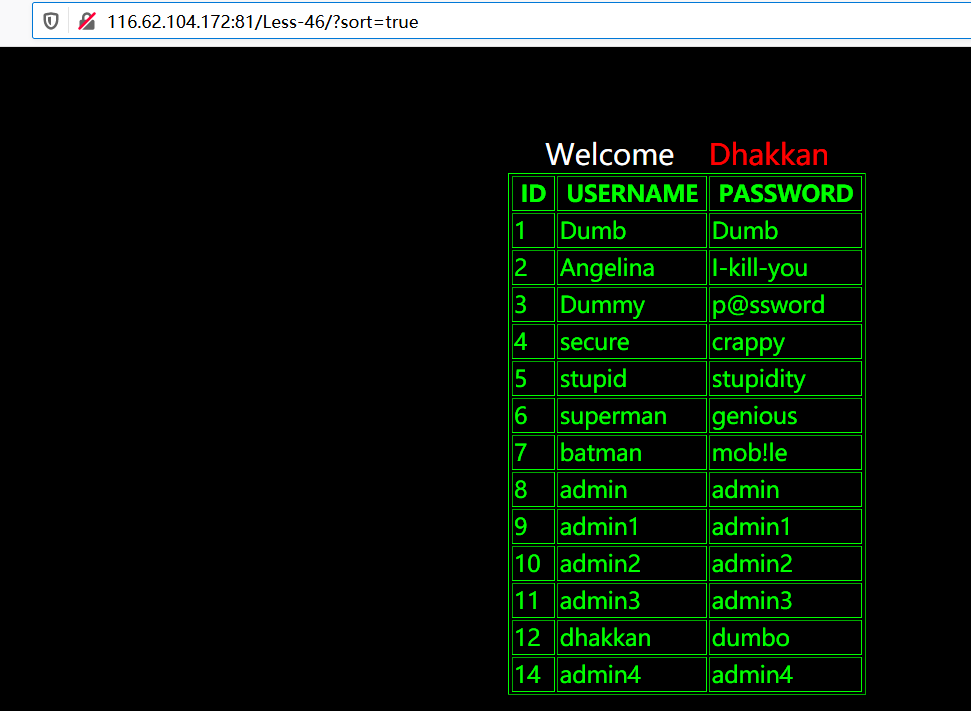 116.62.104.172:81/Less-46/?sort=true
Welcome Dhakkan
ID USERNAME PASSWORD
1 Dumb Dumb
2 Angelina I-kill-you
3 Dummy p@ssword
4 secure crappy
5 stupid stupidity
6 superman genious
7 batman mob!le
8 admin admin
9 admin1 admin1
10 admin2 admin2
11 admin3 admin3
12 dhakkan dumbo
14 admin4 admin4